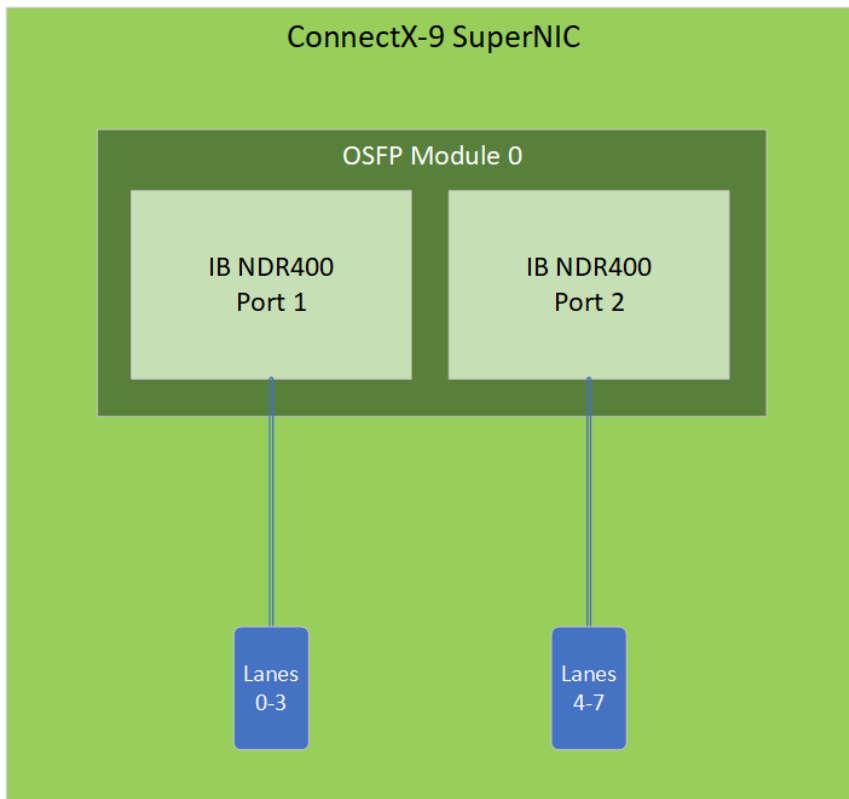 ConnectX-9 SuperNIC
OSFP Module 0
IB NDR400
Port 1
IB NDR400
Port 2
Lanes
0-3
Lanes
4-7